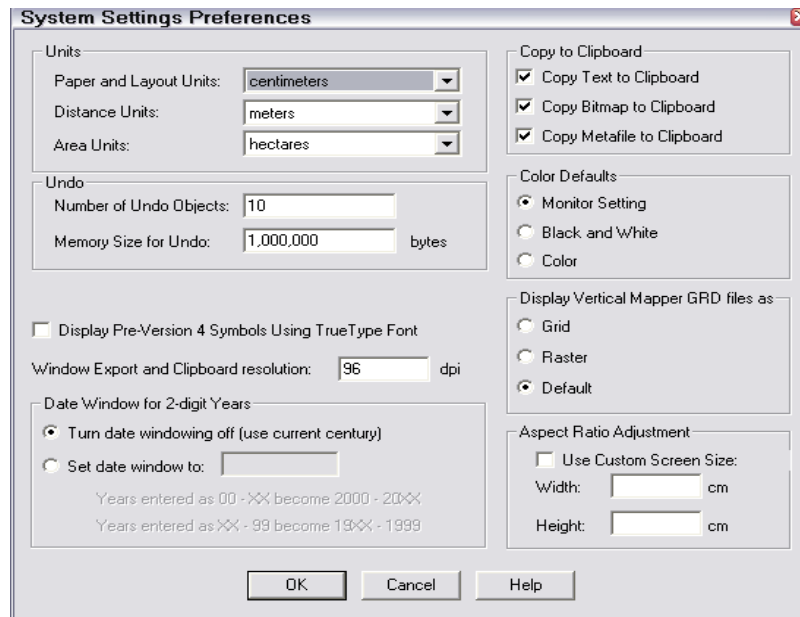 System Settings Preferences
Units
Paper and Layout Units: centimeters
Distance Units: meters
Area Units: hectares
Undo
Number of Undo Objects: 10
Memory Size for Undo: 1,000,000 bytes
Display Pre-Version 4 Symbols Using TrueType Font
Window Export and Clipboard resolution: 96 dpi
Date Window for 2-digit Years
Turn date windowing off (use current century)
Set date window to:
Years entered as 00 - XX become 2000 - 20XX
Years entered as XX - 99 become 19XX - 1999
Copy to Clipboard
Copy Text to Clipboard
Copy Bitmap to Clipboard
Copy Metafile to Clipboard
Color Defaults
Monitor Setting
Black and White
Color
Display Vertical Mapper GRD files as
Grid
Raster
Default
Aspect Ratio Adjustment
Use Custom Screen Size:
Width: cm
Height: cm
OK Cancel Help